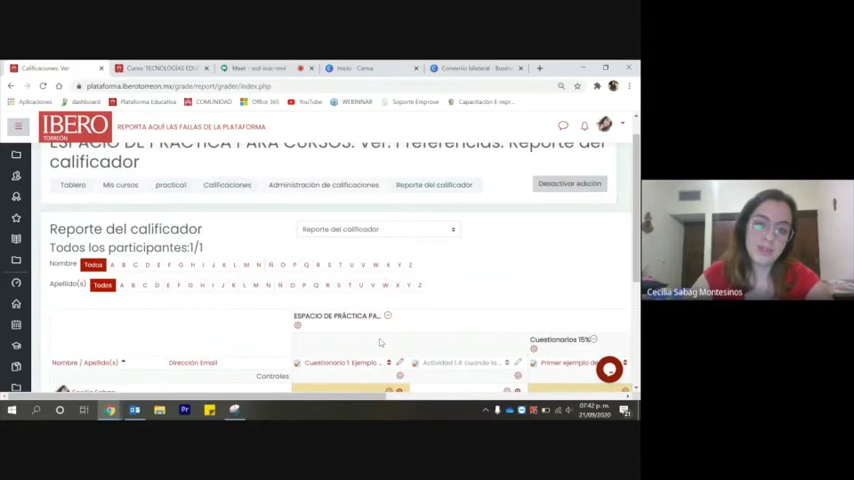 Calificaciones: Ver
Curso: TECNOLOGÍAS EDU
Meet
Inicio - Canva
Convenio bilateral - Busin
plataforma.iberotorreon.mx/grade/report/grader/index.php
Aplicaciones
dashboard
Plataforma Educativa
COMUNIDAD
Office 365
YouTube
WEBINNAR
Soporte Emprove
Capacitación E-mpr...
IBERO
TORREÓN
REPORTA AQUÍ LAS FALLAS DE LA PLATAFORMA
ESPACIO DE PRÁCTICA PARA CURSOS: Ver: Preferencias: Reporte del
calificador
Tablero
Mis cursos
practica1
Calificaciones
Administración de calificaciones
Reporte del calificador
Desactivar edición
Reporte del calificador
Reporte del calificador
Todos los participantes:1/1
Nombre Todos A B C D E F G H I J K L M N Ñ O P Q R S T U V W X Y Z
Apellido(s) Todos A B C D E F G H I J K L M N Ñ O P Q R S T U V W X Y Z
ESPACIO DE PRÁCTICA PA...
Cuestionarios 15%
Nombre / Apellido(s)
Dirección Email
Cuestionario 1: Ejemplo ...
Actividad 1.4: cuando la ...
Primer ejemplo de
Controles
Cecilia Sabag
07:42 p. m.
21/09/2020
21
Cecilia Sabag Montesinos